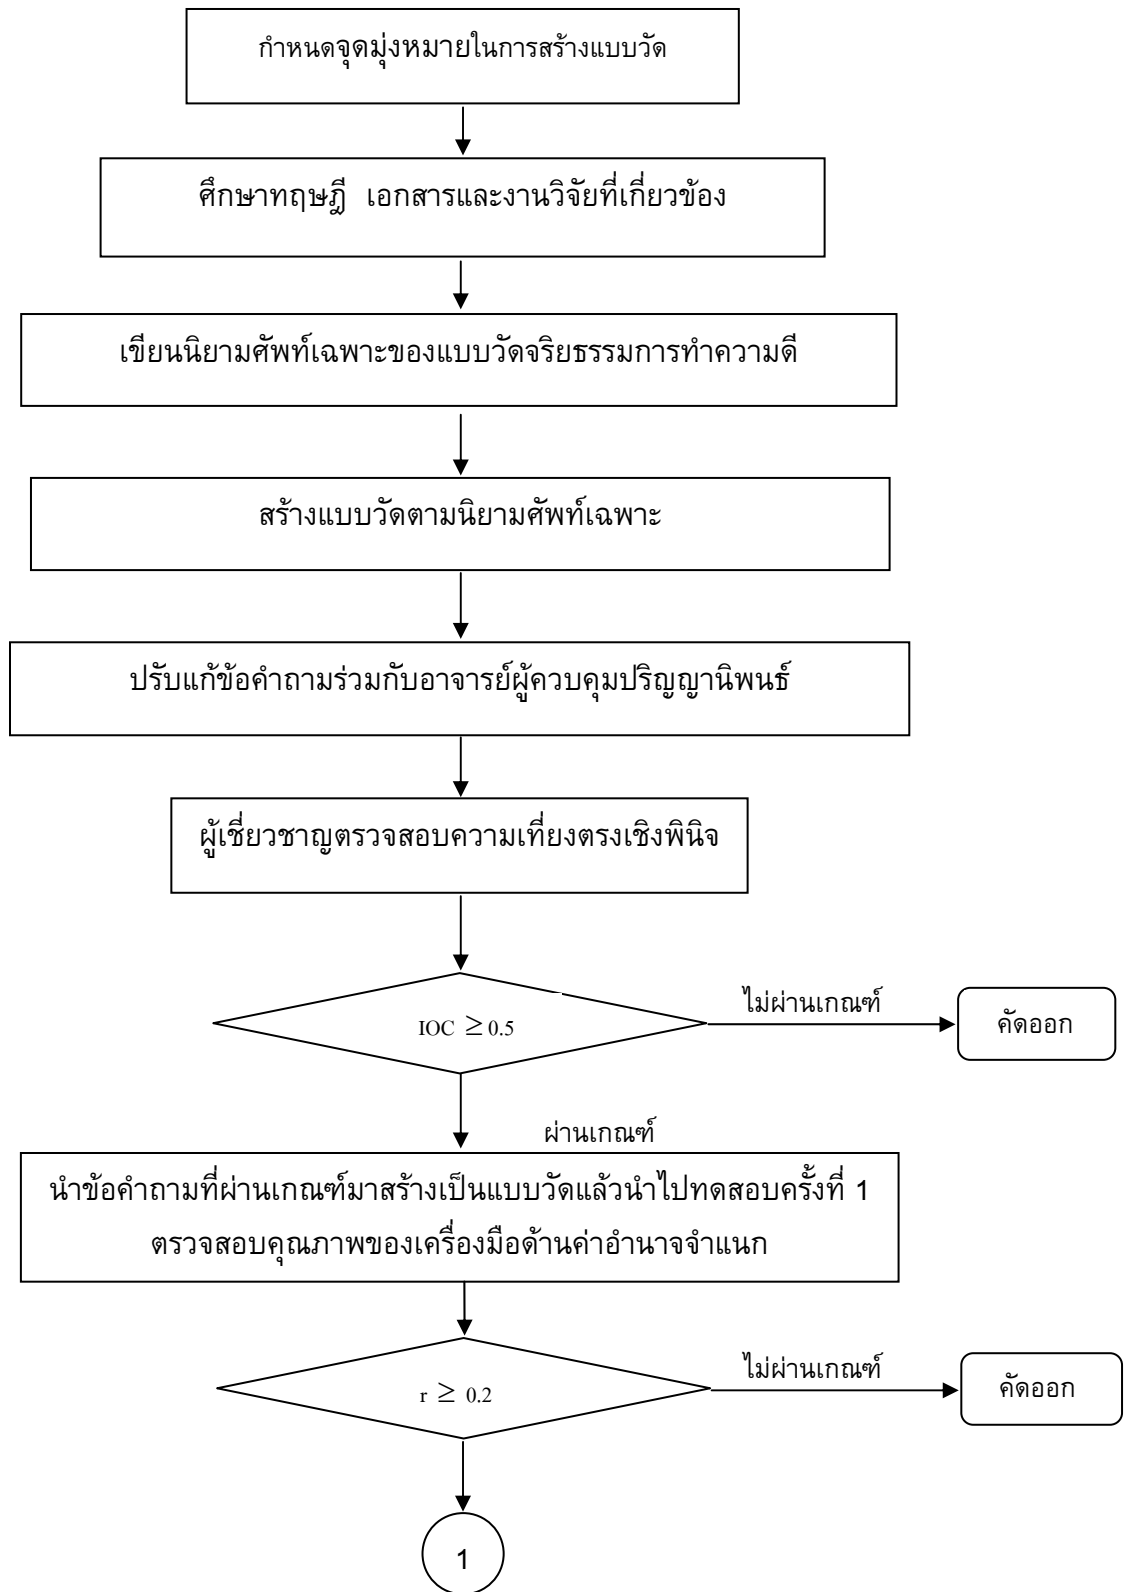 กำหนดจุดมุ่งหมายในการสร้างแบบวัด
ศึกษาทฤษฎี เอกสารและงานวิจัยที่เกี่ยวข้อง
เขียนนิยามศัพท์เฉพาะของแบบวัดจริยธรรมการทำความดี
สร้างแบบวัดตามนิยามศัพท์เฉพาะ
ปรับแก้ข้อคำถามร่วมกับอาจารย์ผู้ควบคุมปริญญานิพนธ์
ผู้เชี่ยวชาญตรวจสอบความเที่ยงตรงเชิงพินิจ
IOC ≥ 0.5
ไม่ผ่านเกณฑ์
คัดออก
ผ่านเกณฑ์
นำข้อคำถามที่ผ่านเกณฑ์มาสร้างเป็นแบบวัดแล้วนำไปทดสอบครั้งที่ 1
ตรวจสอบคุณภาพของเครื่องมือด้านค่าอำนาจจำแนก
r ≥ 0.2
ไม่ผ่านเกณฑ์
คัดออก
1